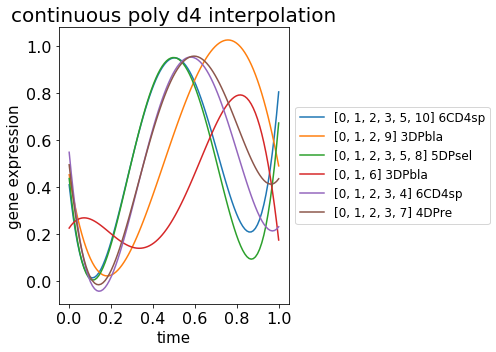 continuous poly d4 interpolation
gene expression
1.0
0.8
0.6
0.4
0.2
0.0
0.0 0.2 0.4 0.6 0.8 1.0
time
[0, 1, 2, 3, 5, 10] 6CD4sp
[0, 1, 2, 9] 3DPbla
[0, 1, 2, 3, 5, 8] 5DPsel
[0, 1, 6] 3DPbla
[0, 1, 2, 3, 4] 6CD4sp
[0, 1, 2, 3, 7] 4DPre